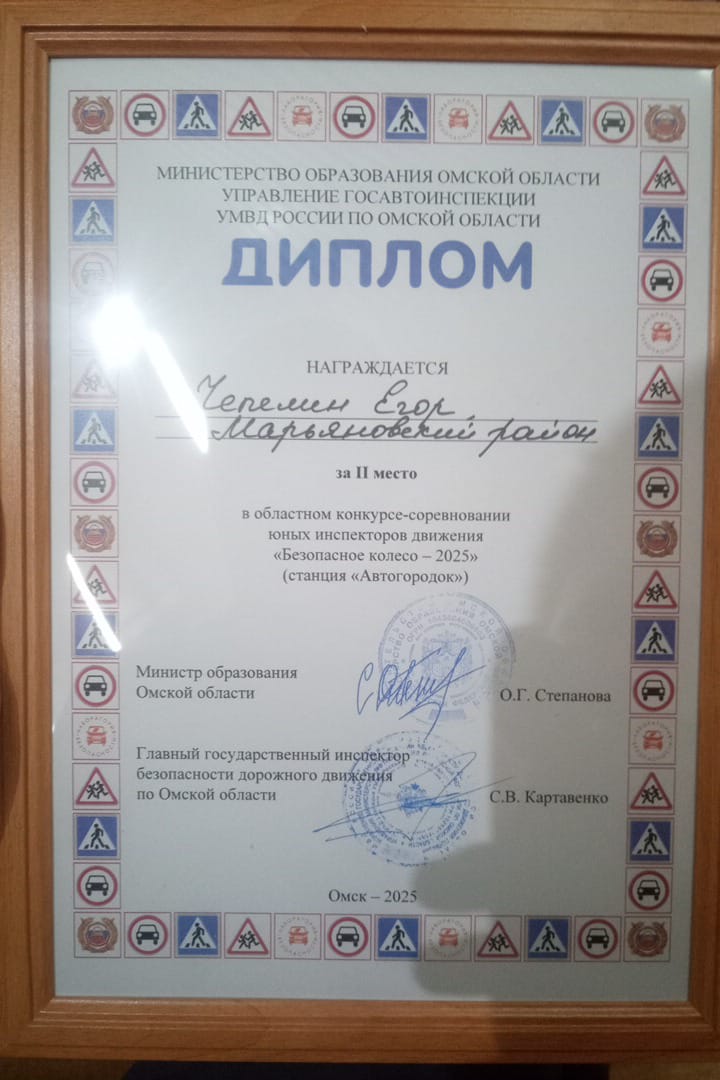 МИНИСТЕРСТВО ОБРАЗОВАНИЯ ОМСКОЙ ОБЛАСТИ
УПРАВЛЕНИЕ ГОСАВТОИНСПЕКЦИИ
УМВД РОССИИ ПО ОМСКОЙ ОБЛАСТИ
ДИПЛОМ
НАГРАЖДАЕТСЯ
Чепелин Егор
Марьяновский район
за II место
в областном конкурсе-соревновании
юных инспекторов движения
«Безопасное колесо – 2025»
(станция «Автогородок»)
Министр образования
Омской области
О.Г. Степанова
Главный государственный инспектор
безопасности дорожного движения
по Омской области
С.В. Картавенко
Омск – 2025